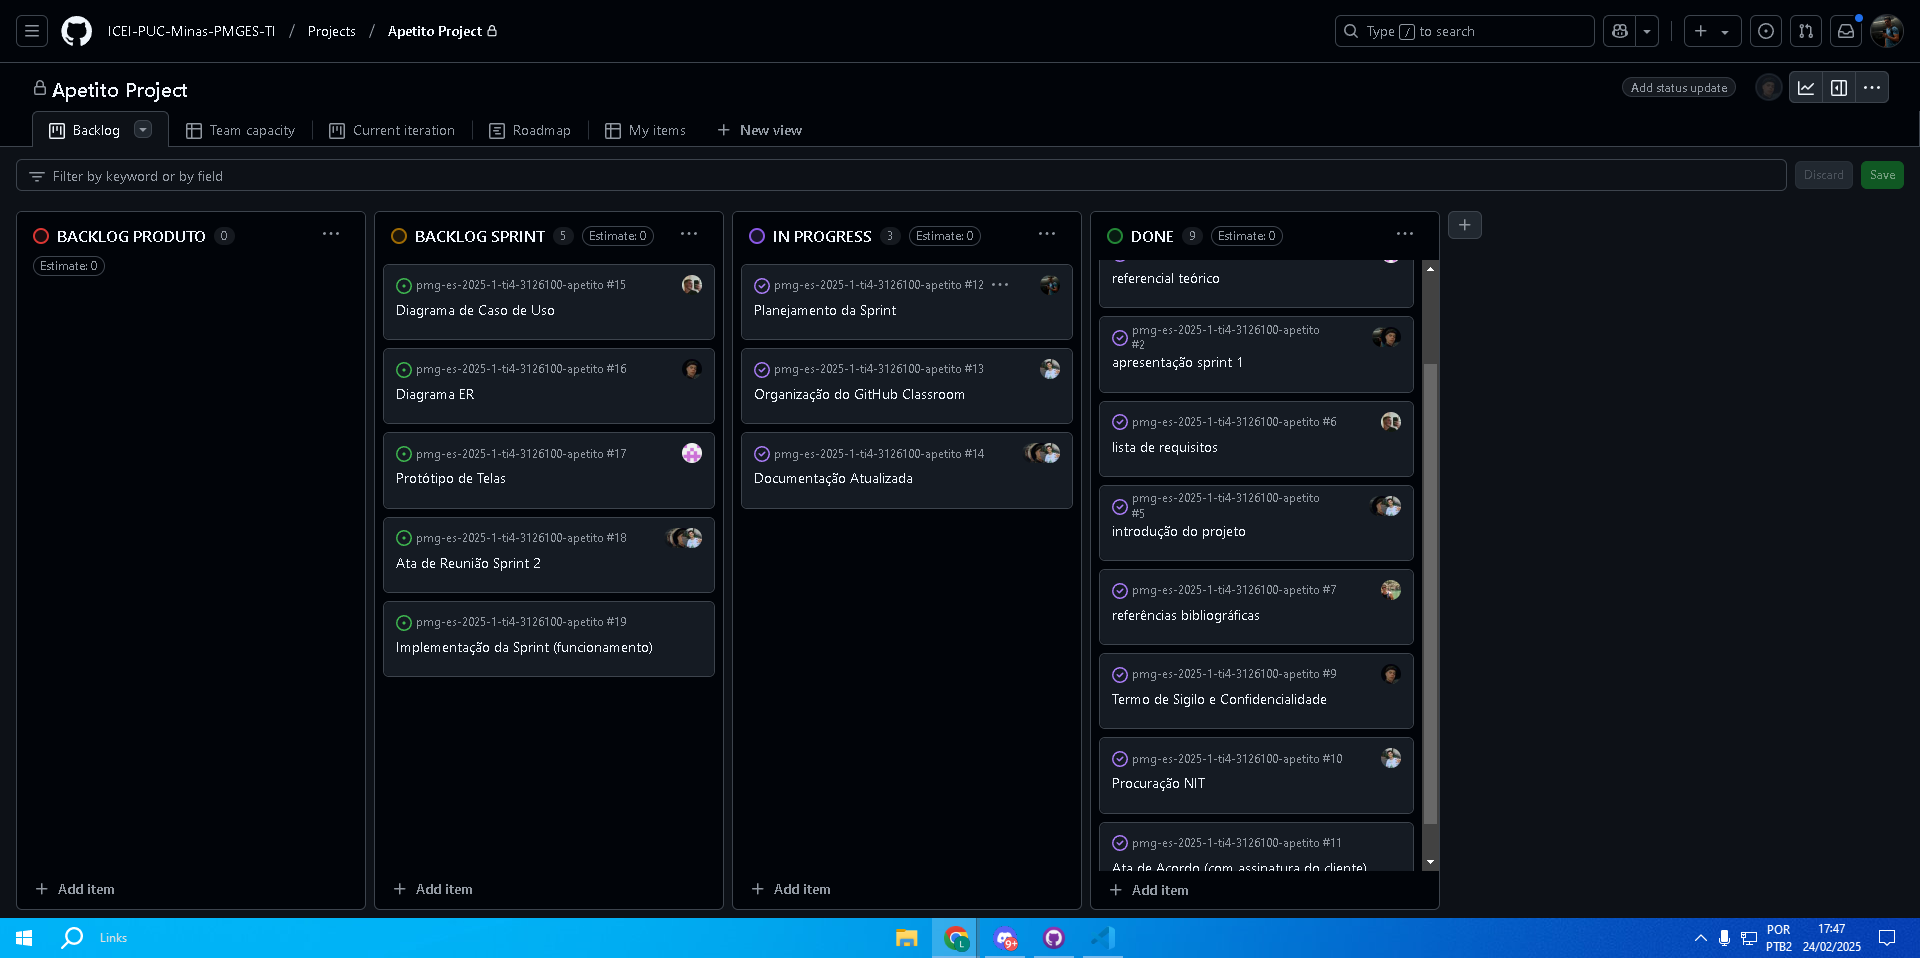 ICEI-PUC-Minas-PMGES-TI / Projects / Apetito Project
Type / to search
Apetito Project
Add status update
Backlog
Team capacity
Current iteration
Roadmap
My items
New view
Filter by keyword or by field
Discard
Save
BACKLOG PRODUTO 0
Estimate: 0
Add item
BACKLOG SPRINT 5 Estimate: 0
pmg-es-2025-1-ti4-3126100-apetito #15
Diagrama de Caso de Uso
pmg-es-2025-1-ti4-3126100-apetito #16
Diagrama ER
pmg-es-2025-1-ti4-3126100-apetito #17
Protótipo de Telas
pmg-es-2025-1-ti4-3126100-apetito #18
Ata de Reunião Sprint 2
pmg-es-2025-1-ti4-3126100-apetito #19
Implementação da Sprint (funcionamento)
Add item
IN PROGRESS 3 Estimate: 0
pmg-es-2025-1-ti4-3126100-apetito #12
Planejamento da Sprint
pmg-es-2025-1-ti4-3126100-apetito #13
Organização do GitHub Classroom
pmg-es-2025-1-ti4-3126100-apetito #14
Documentação Atualizada
Add item
DONE 9 Estimate: 0
referencial teórico
pmg-es-2025-1-ti4-3126100-apetito
#2
apresentação sprint 1
pmg-es-2025-1-ti4-3126100-apetito #6
lista de requisitos
pmg-es-2025-1-ti4-3126100-apetito
#5
introdução do projeto
pmg-es-2025-1-ti4-3126100-apetito #7
referências bibliográficas
pmg-es-2025-1-ti4-3126100-apetito #9
Termo de Sigilo e Confidencialidade
pmg-es-2025-1-ti4-3126100-apetito #10
Procuração NIT
pmg-es-2025-1-ti4-3126100-apetito #11
Ata de Acordo (com assinatura do cliente)
Add item
Links
L
9+
POR
PTB2
17:47
24/02/2025